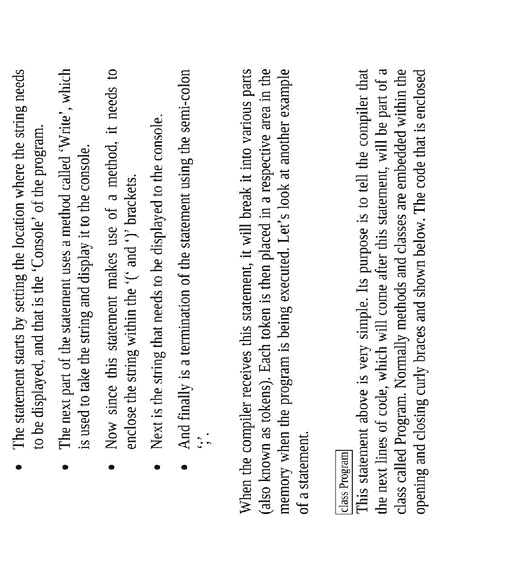 • The statement starts by setting the location where the string needs
to be displayed, and that is the ‘Console’ of the program.
• The next part of the statement uses a method called ‘Write’, which
is used to take the string and display it to the console.
• Now since this statement makes use of a method, it needs to
enclose the string within the ‘(‘ and ‘)’ brackets.
• Next is the string that needs to be displayed to the console.
• And finally is a termination of the statement using the semi-colon
‘;’.
When the compiler receives this statement, it will break it into various parts
(also known as tokens). Each token is then placed in a respective area in the
memory when the program is being executed. Let’s look at another example
of a statement.
class Program
This statement above is very simple. Its purpose is to tell the compiler that
the next lines of code, which will come after this statement, will be part of a
class called Program. Normally methods and classes are embedded within the
opening and closing curly braces and shown below. The code that is enclosed